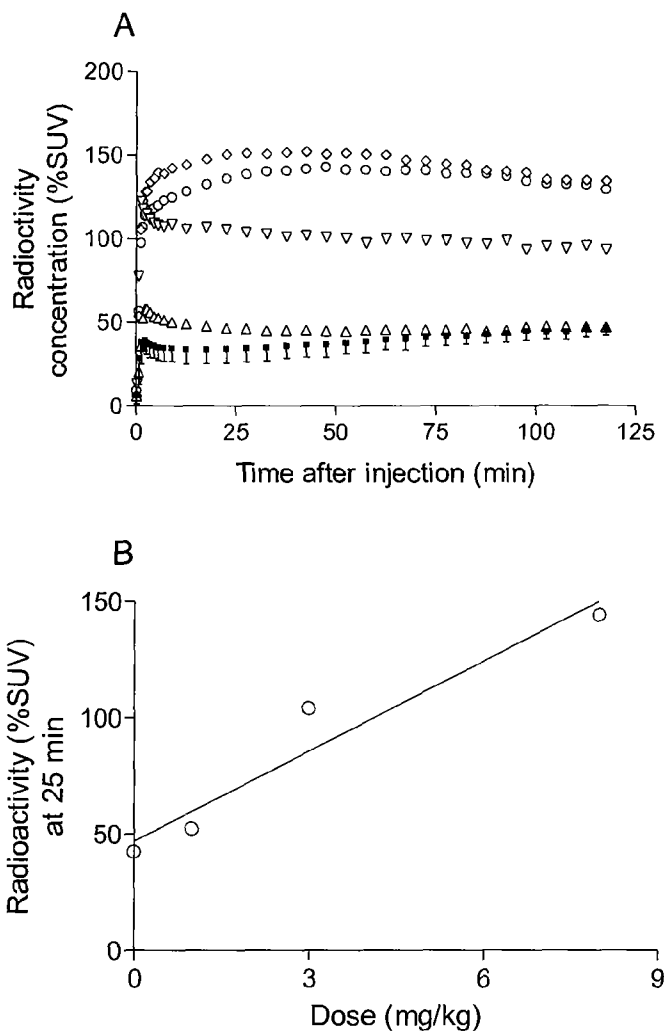 A
Radioctivity
concentration (%SUV)
200
150
100
50
0
0 25 50 75 100 125
Time after injection (min)
B
Radioactivity (%SUV)
at 25 min
150
100
50
0
0 3 6 9
Dose (mg/kg)